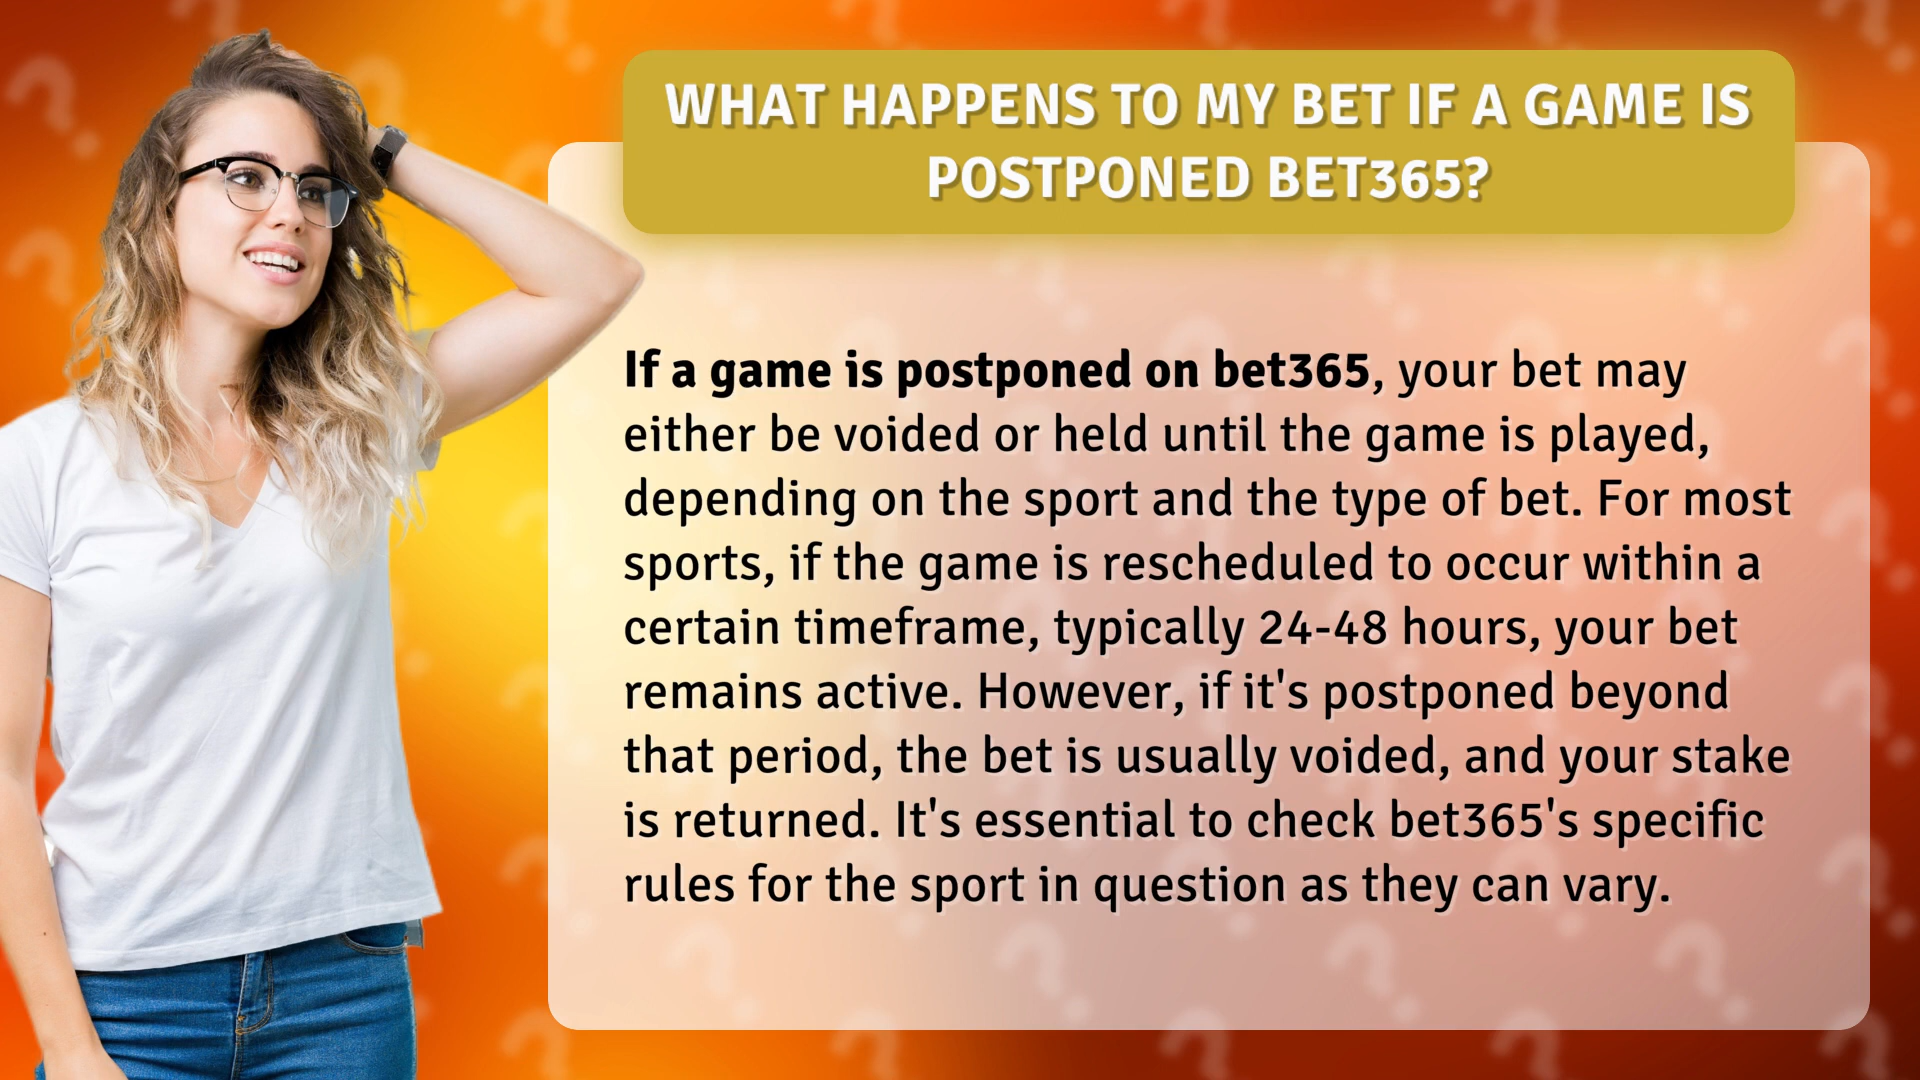 WHAT HAPPENS TO MY BET IF A GAME IS
POSTPONED BET365?
If a game is postponed on bet365, your bet may
either be voided or held until the game is played,
depending on the sport and the type of bet. For most
sports, if the game is rescheduled to occur within a
certain timeframe, typically 24-48 hours, your bet
remains active. However, if it's postponed beyond
that period, the bet is usually voided, and your stake
is returned. It's essential to check bet365's specific
rules for the sport in question as they can vary.